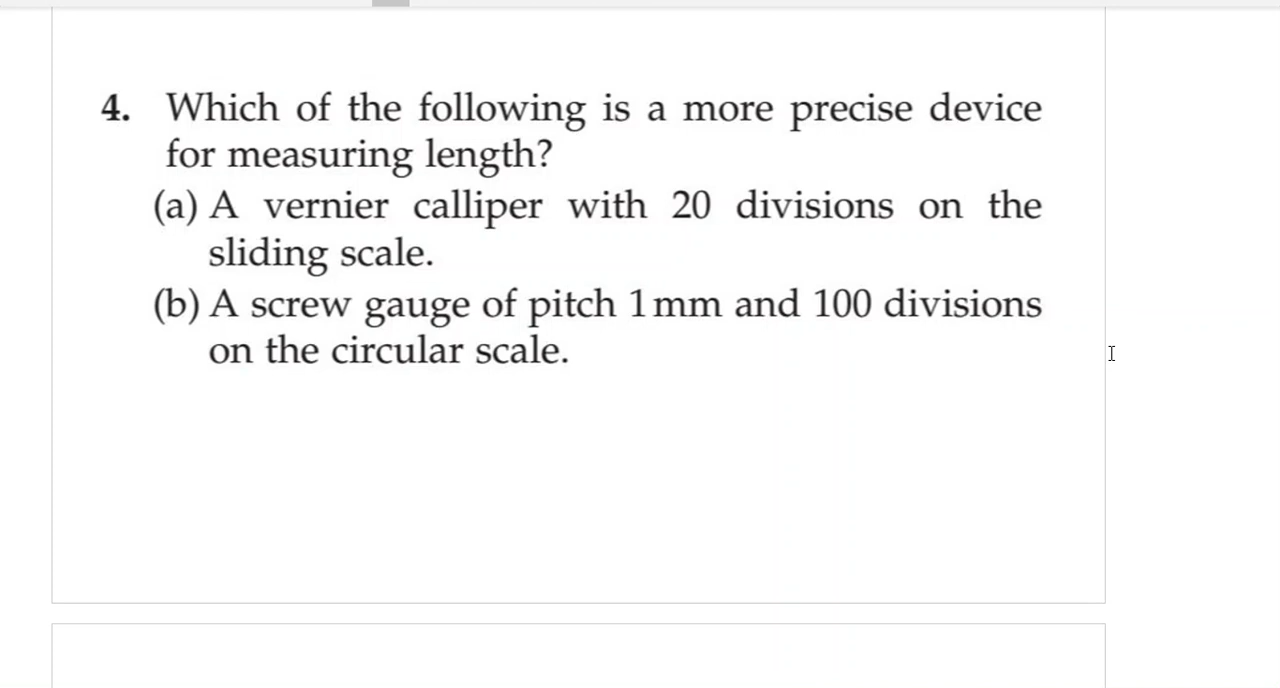 4. Which of the following is a more precise device
for measuring length?
(a) A vernier calliper with 20 divisions on the
sliding scale.
(b) A screw gauge of pitch 1 mm and 100 divisions
on the circular scale.